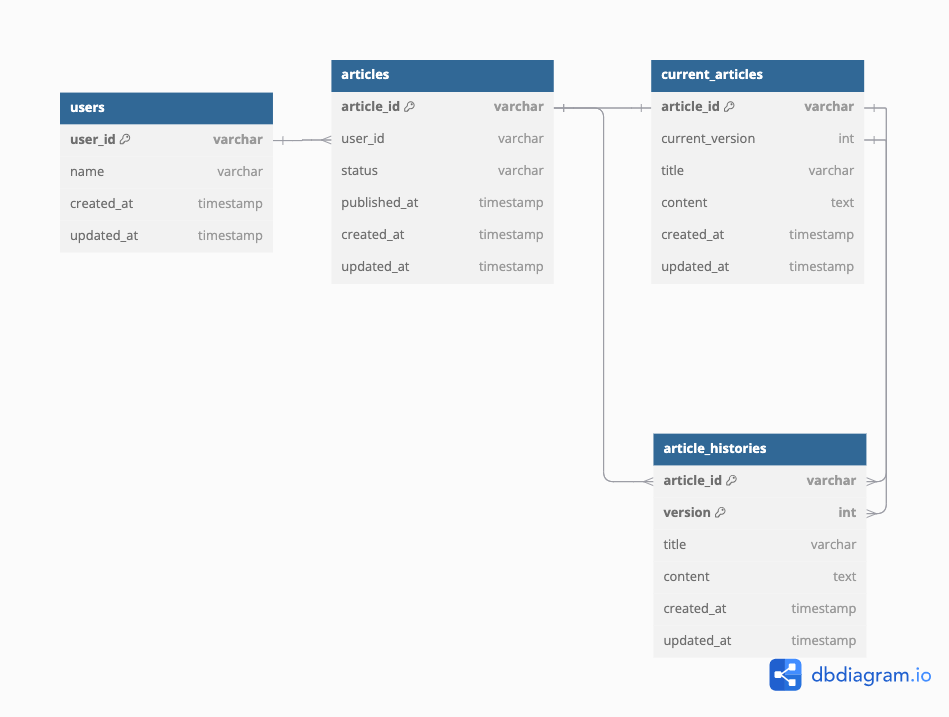 users
user_id varchar
name varchar
created_at timestamp
updated_at timestamp
articles
article_id varchar
user_id varchar
status varchar
published_at timestamp
created_at timestamp
updated_at timestamp
current_articles
article_id varchar
current_version int
title varchar
content text
created_at timestamp
updated_at timestamp
article_histories
article_id varchar
version int
title varchar
content text
created_at timestamp
updated_at timestamp
dbdiagram.io